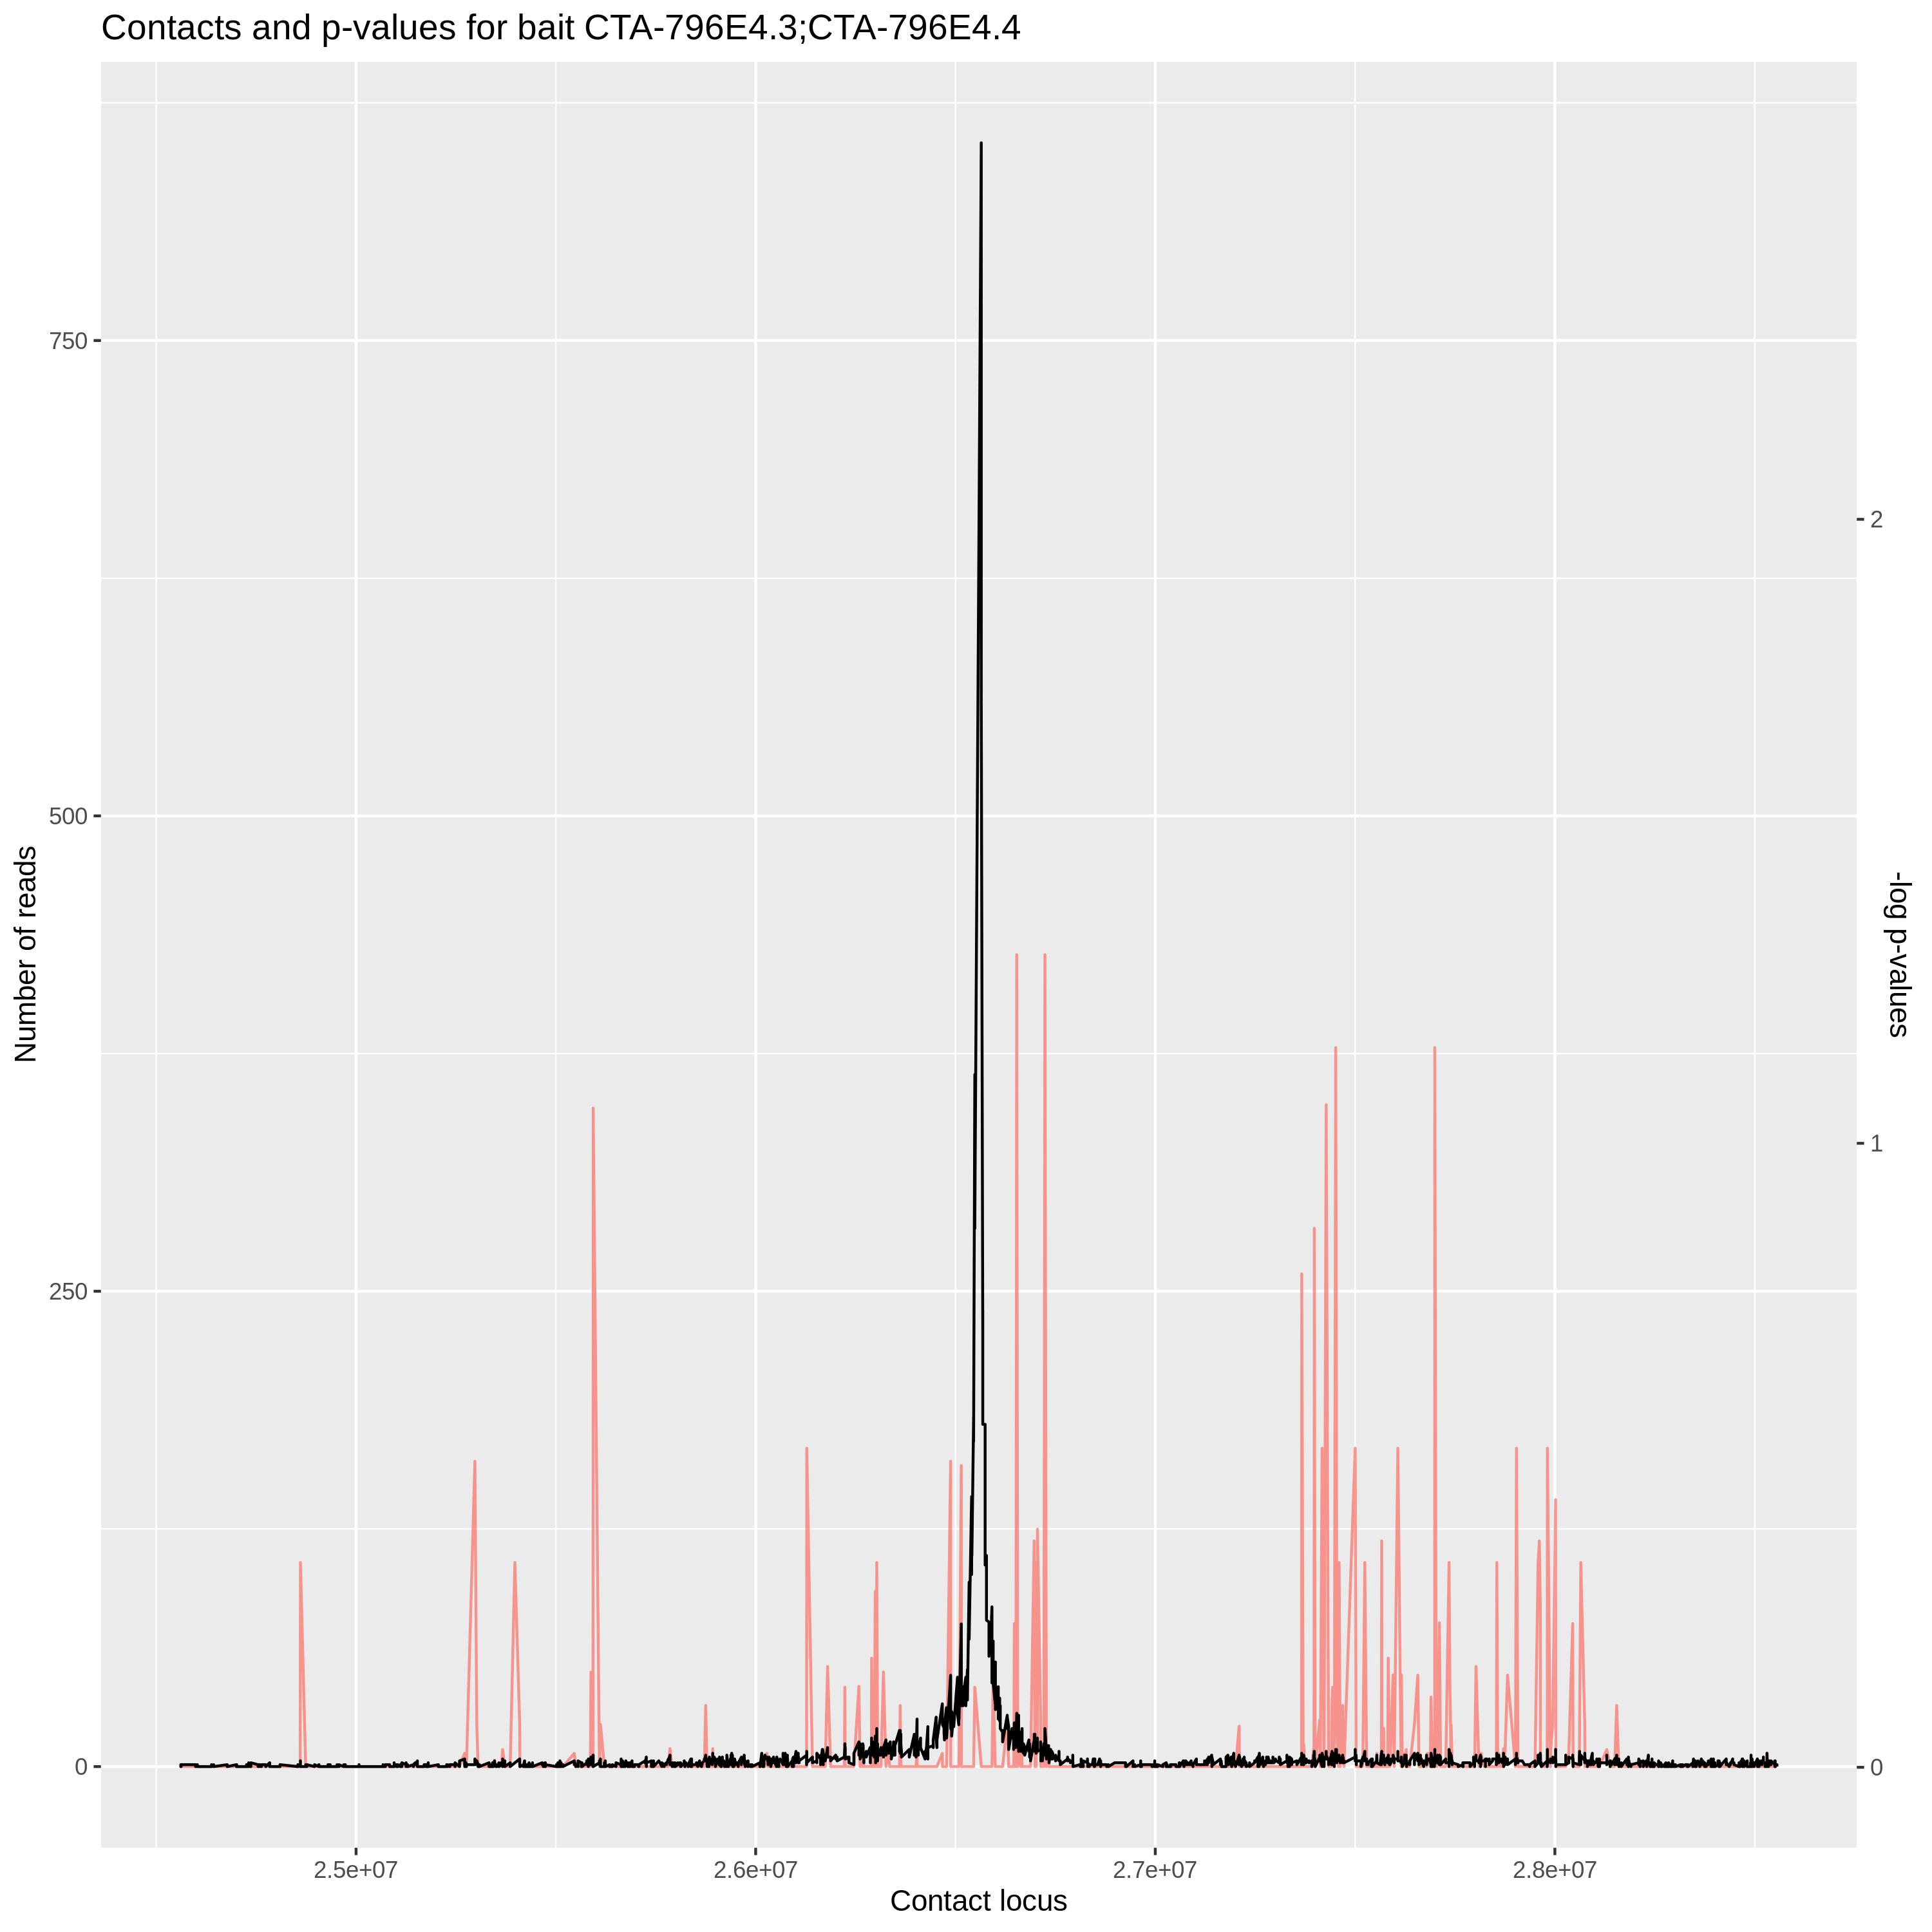 Contacts and p-values for bait CTA-796E4.3;CTA-796E4.4
750
500
250
0
Number of reads
2
1
0
-log p-values
2.5e+07
2.6e+07
2.7e+07
2.8e+07
Contact locus